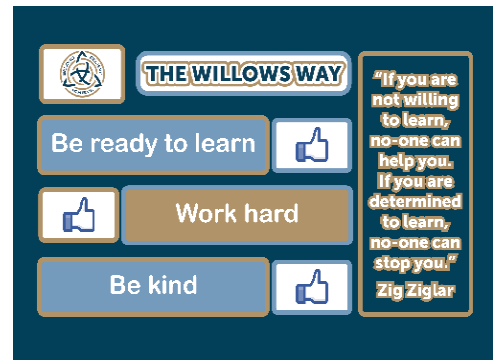 THE WILLOWS WAY
Be ready to learn
Work hard
Be kind
“If you are
not willing
to learn,
no-one can
help you.
If you are
determined
to learn,
no-one can
stop you.”
Zig Ziglar